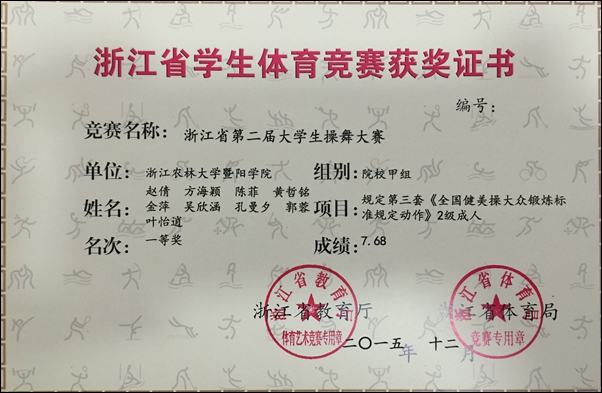 浙江省学生体育竞赛获奖证书
编号：
竞赛名称： 浙江省第二届大学生操舞大赛
单位： 浙江农林大学暨阳学院 组别： 院校甲组
赵倩 方海颖 陈菲 黄哲铭
姓名： 金萍 吴欣涵 孔曼夕 郭蓉
叶怡逍
项目： 规定第三套《全国健美操大众锻炼标
准规定动作》2级成人
名次： 一等奖 成绩： 7.68
浙江省教育厅 浙江省体育局
浙江省教育厅
体育艺术竞赛专用章
浙江省体育局
竞赛专用章
二〇一五年 十二月